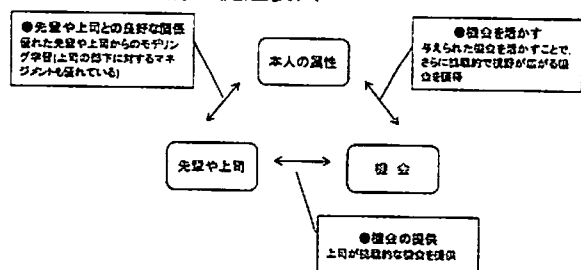 ●先輩や上司との良好な関係
優れた先輩や上司からのモデリン
グ学習(上司の部下に対するマネ
ジメントも優れている)
●機会を活かす
与えられた機会を活かすことで、
さらに挑戦的で視野が広がる機
会を獲得
本人の属性
先輩や上司
機 会
●機会の提供
上司が挑戦的な機会を提供